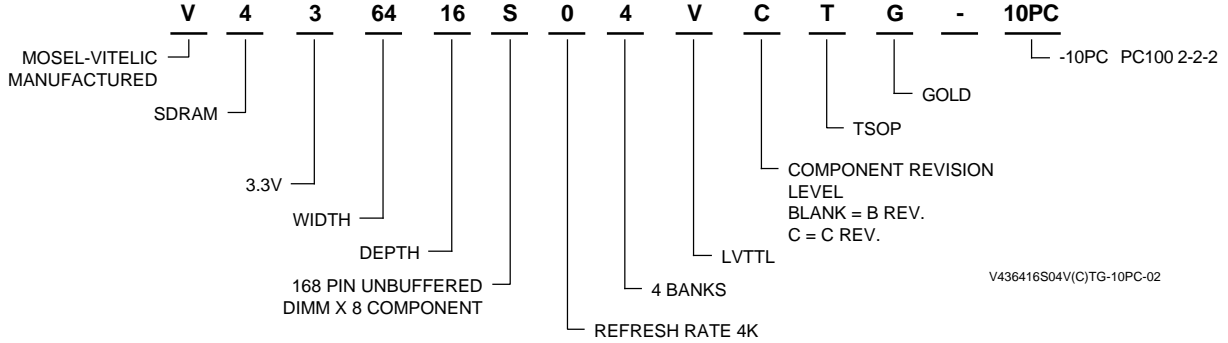 V 4 3 64 16 S 0 4 V C T G - 10PC
MOSEL-VITELIC
MANUFACTURED
-10PC PC100 2-2-2
GOLD
SDRAM
TSOP
COMPONENT REVISION
LEVEL
BLANK = B REV.
C = C REV.
3.3V
WIDTH
DEPTH
LVTTL
168 PIN UNBUFFERED
DIMM X 8 COMPONENT
4 BANKS
V436416S04V(C)TG-10PC-02
REFRESH RATE 4K